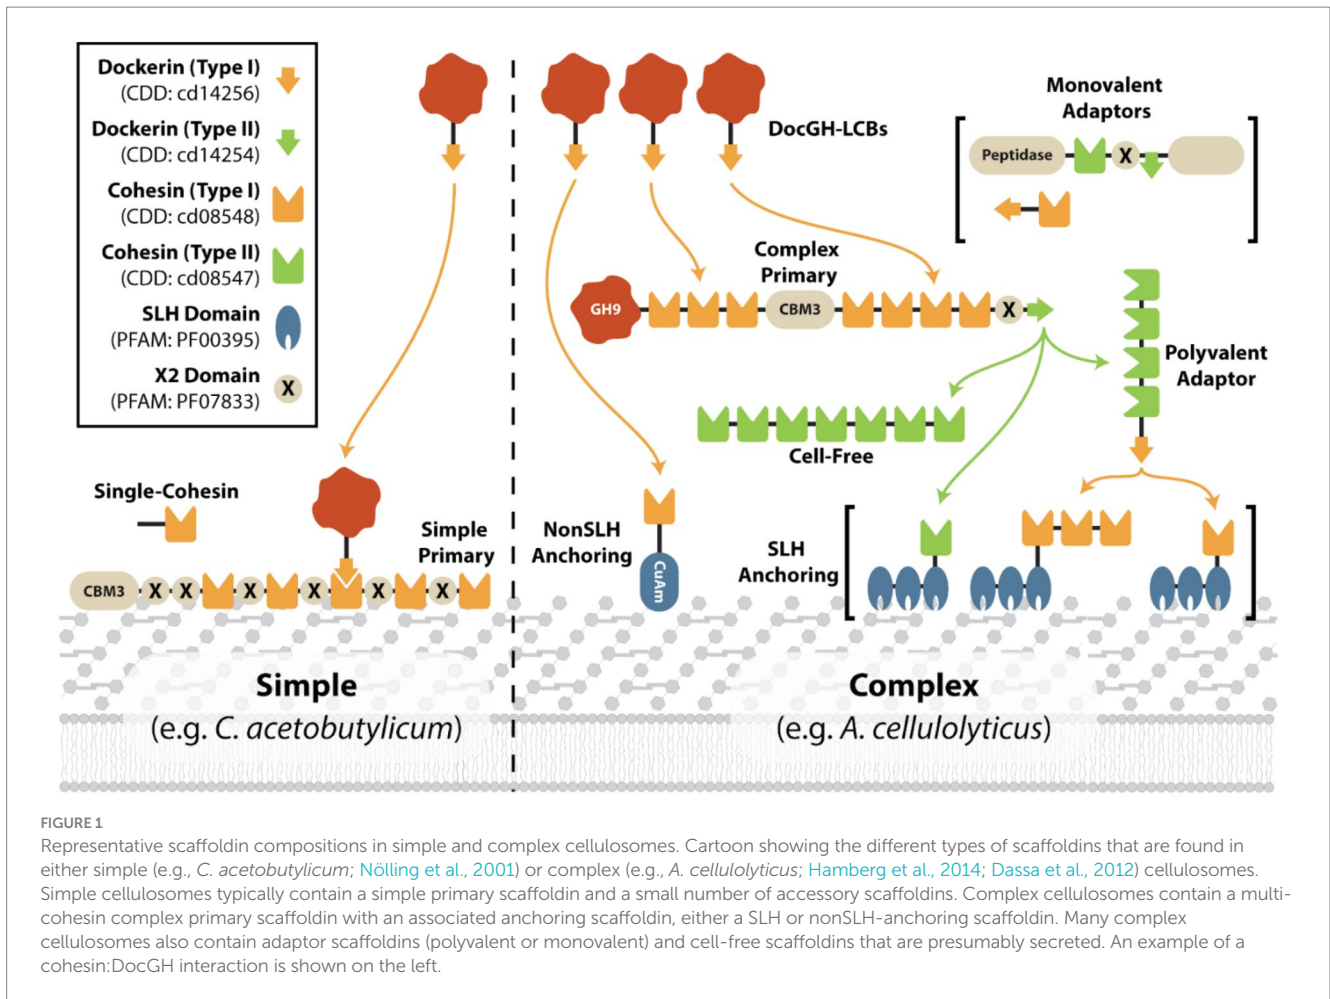 Dockerin (Type I)
(CDD: cd14256)
Dockerin (Type II)
(CDD: cd14254)
Cohesin (Type I)
(CDD: cd08548)
Cohesin (Type II)
(CDD: cd08547)
SLH Domain
(PFAM: PF00395)
X2 Domain
(PFAM: PF07833)
X
DocGH-LCBs
Monovalent
Adaptors
Peptidase
X
Complex
Primary
GH9
CBM3
X
Polyvalent
Adaptor
Cell-Free
Single-Cohesin
Simple
Primary
CBM3
X
X
X
X
X
X
NonSLH
Anchoring
CuAm
SLH
Anchoring
Simple
(e.g. C. acetobutylicum)
Complex
(e.g. A. cellulolyticus)
FIGURE 1
Representative scaffoldin compositions in simple and complex cellulosomes. Cartoon showing the different types of scaffoldins that are found in
either simple (e.g., C. acetobutylicum; Nölling et al., 2001) or complex (e.g., A. cellulolyticus; Hamberg et al., 2014; Dassa et al., 2012) cellulosomes.
Simple cellulosomes typically contain a simple primary scaffoldin and a small number of accessory scaffoldins. Complex cellulosomes contain a multi-
cohesin complex primary scaffoldin with an associated anchoring scaffoldin, either a SLH or nonSLH-anchoring scaffoldin. Many complex
cellulosomes also contain adaptor scaffoldins (polyvalent or monovalent) and cell-free scaffoldins that are presumably secreted. An example of a
cohesin:DocGH interaction is shown on the left.